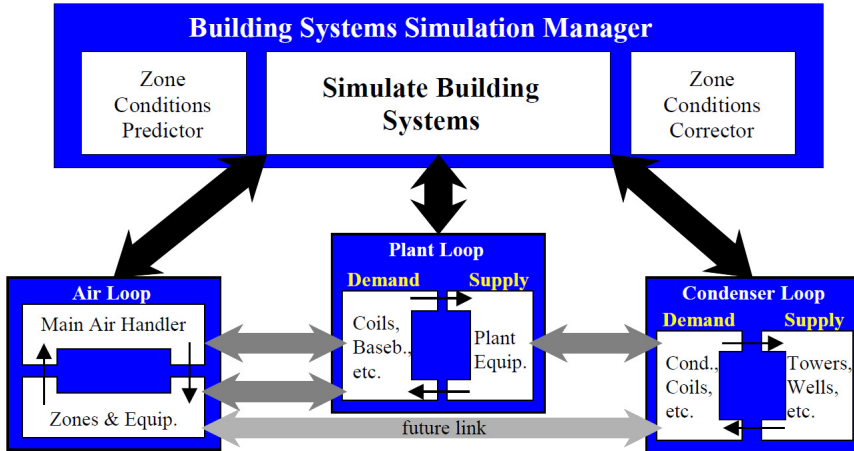 Building Systems Simulation Manager
Zone
Conditions
Predictor
Simulate Building
Systems
Zone
Conditions
Corrector
Air Loop
Main Air Handler
Zones & Equip.
Plant Loop
Demand Supply
Coils,
Baseb.,
etc.
Plant
Equip.
Condenser Loop
Demand Supply
Cond.,
Coils,
etc.
Towers,
Wells,
etc.
future link